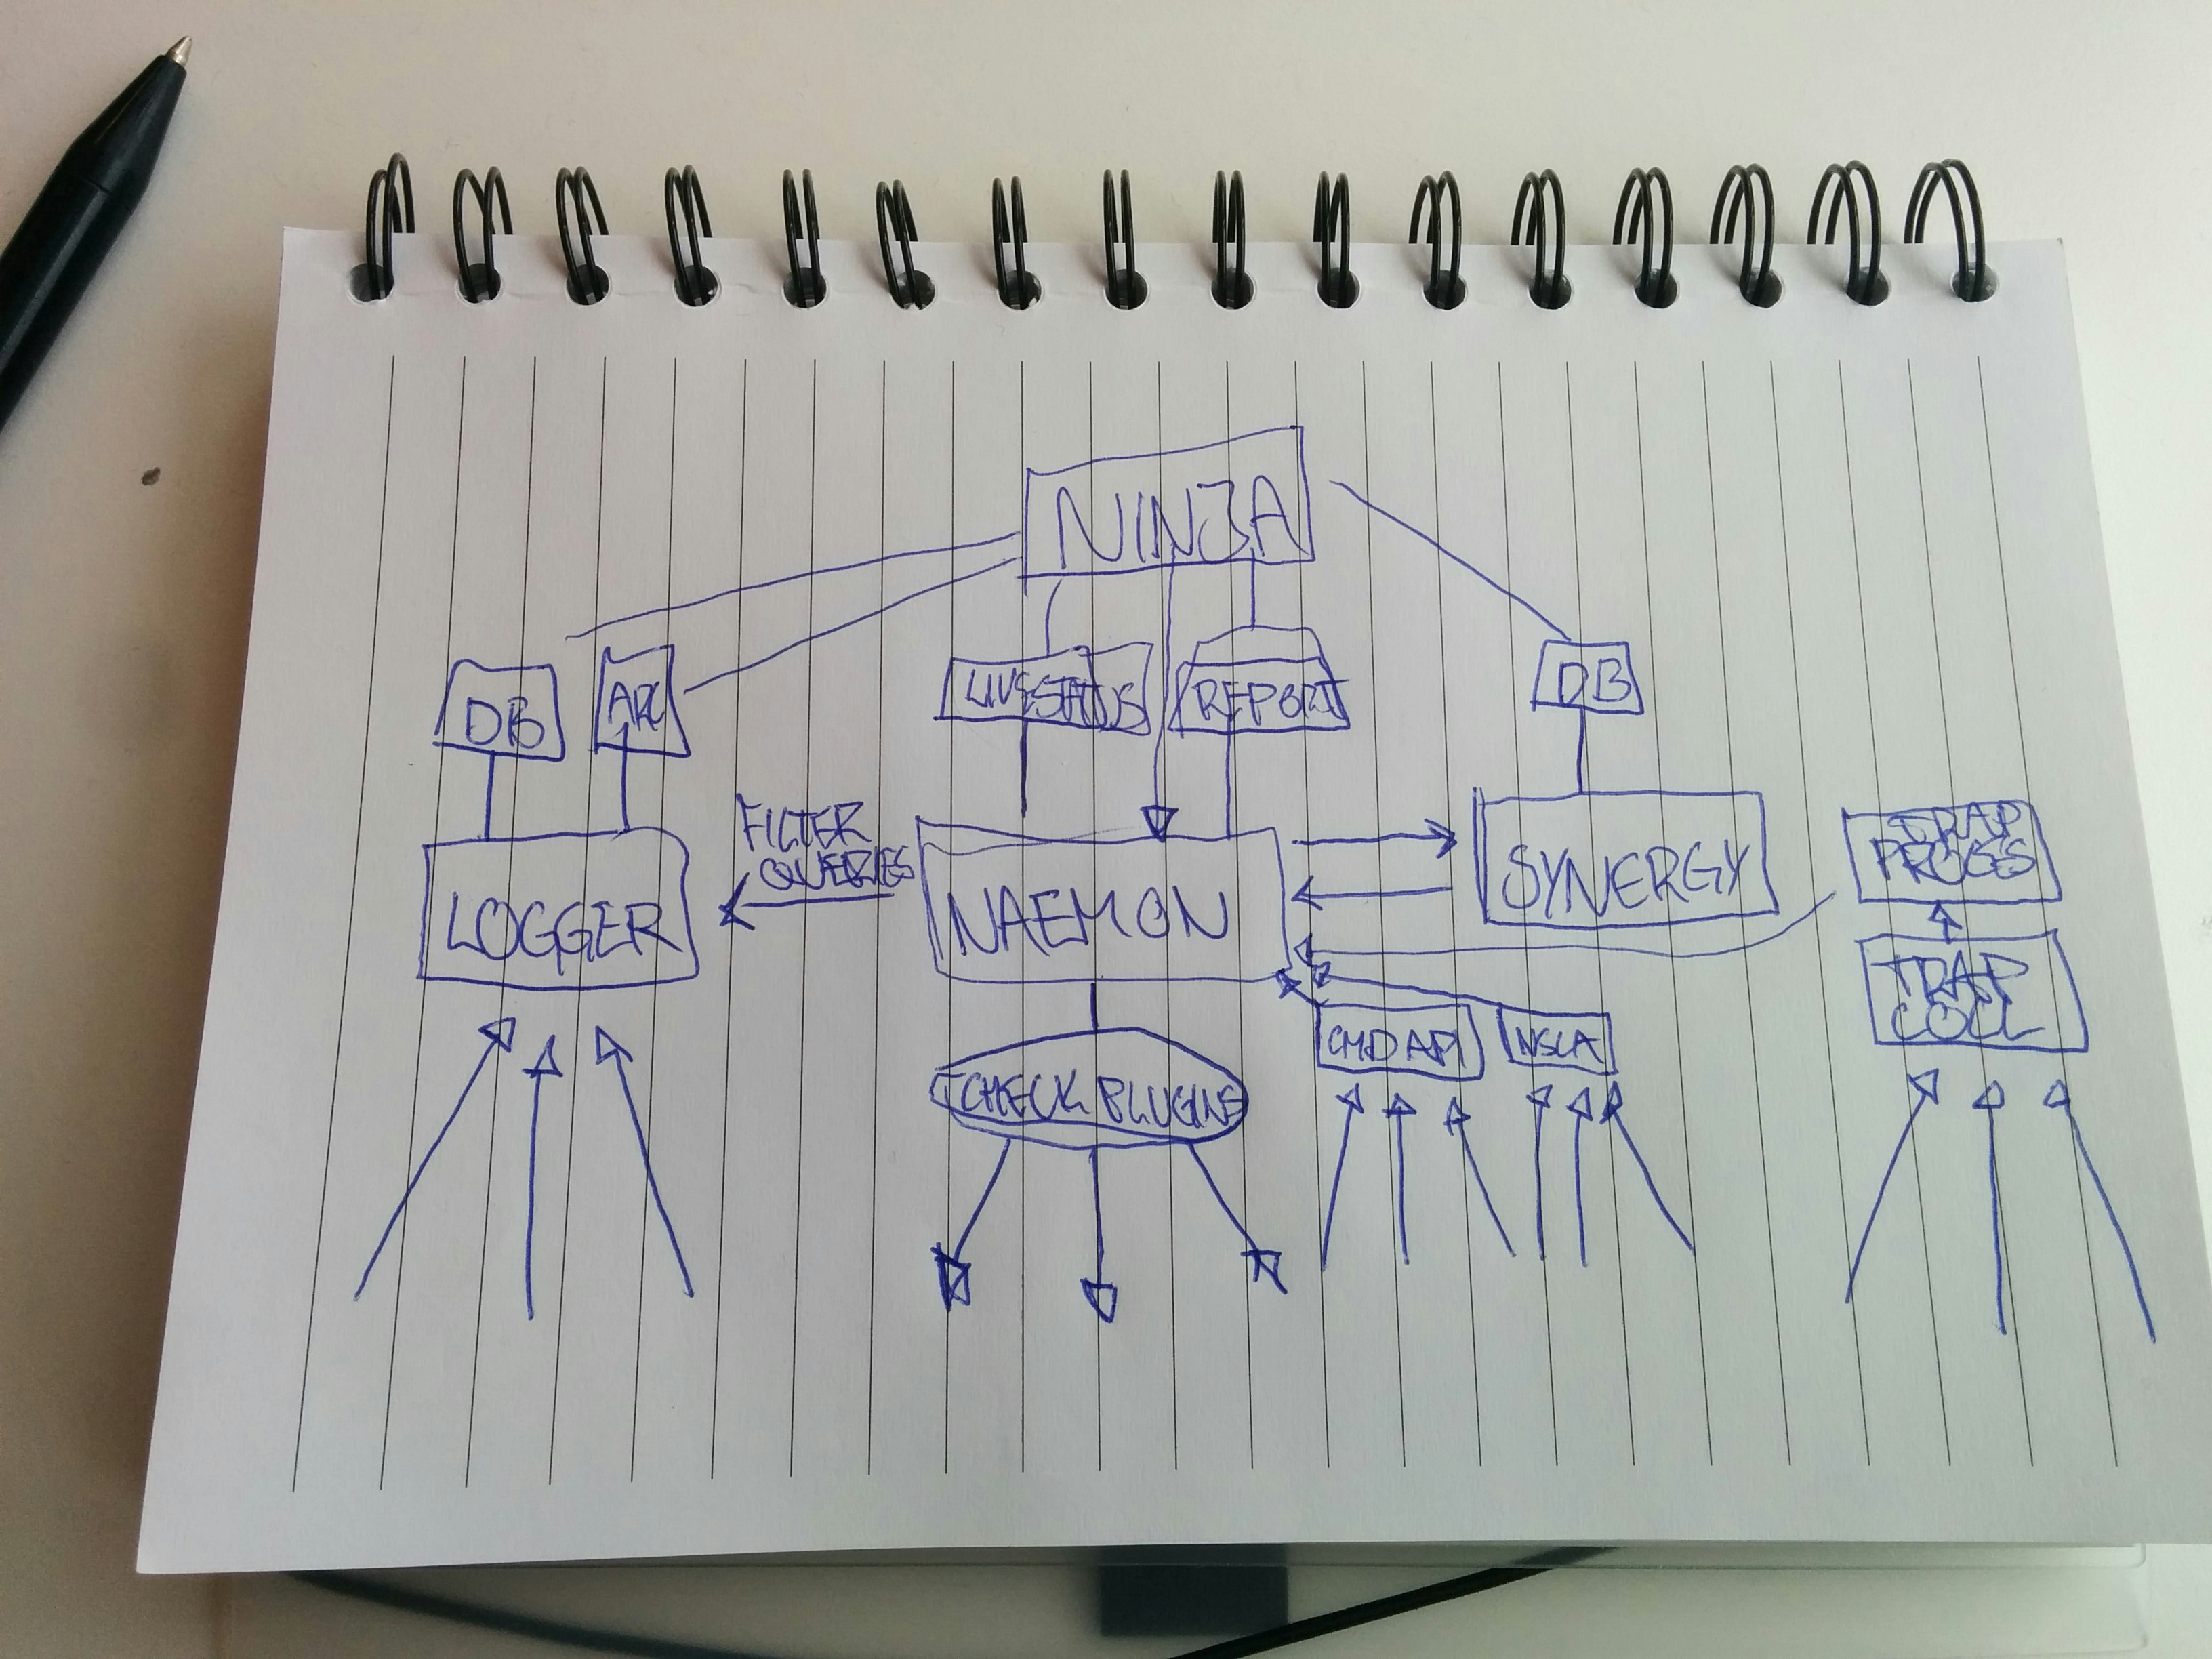 NINJA
DB
LIVESTATUS
REPORT
DB
FILTER
QUERIES
LOGGER
NAEMON
SYNERGY
TRAP
PROCS
TRAP
COLL
CMD API
NSCA
CHECK PLUGINS